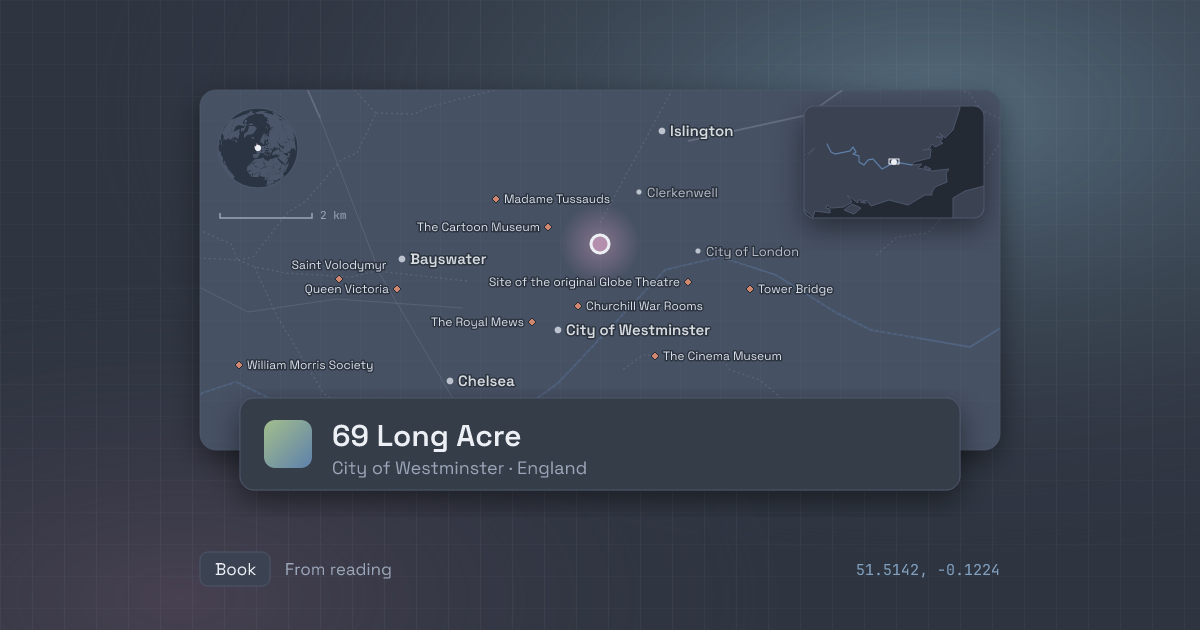 Islington
Clerkenwell
Madame Tussauds
2 km
The Cartoon Museum
City of London
Bayswater
Saint Volodymyr
Site of the original Globe Theatre
Queen Victoria
Tower Bridge
Churchill War Rooms
The Royal Mews
City of Westminster
The Cinema Museum
William Morris Society
Chelsea
69 Long Acre
City of Westminster · England
Book
From reading
51.5142, -0.1224